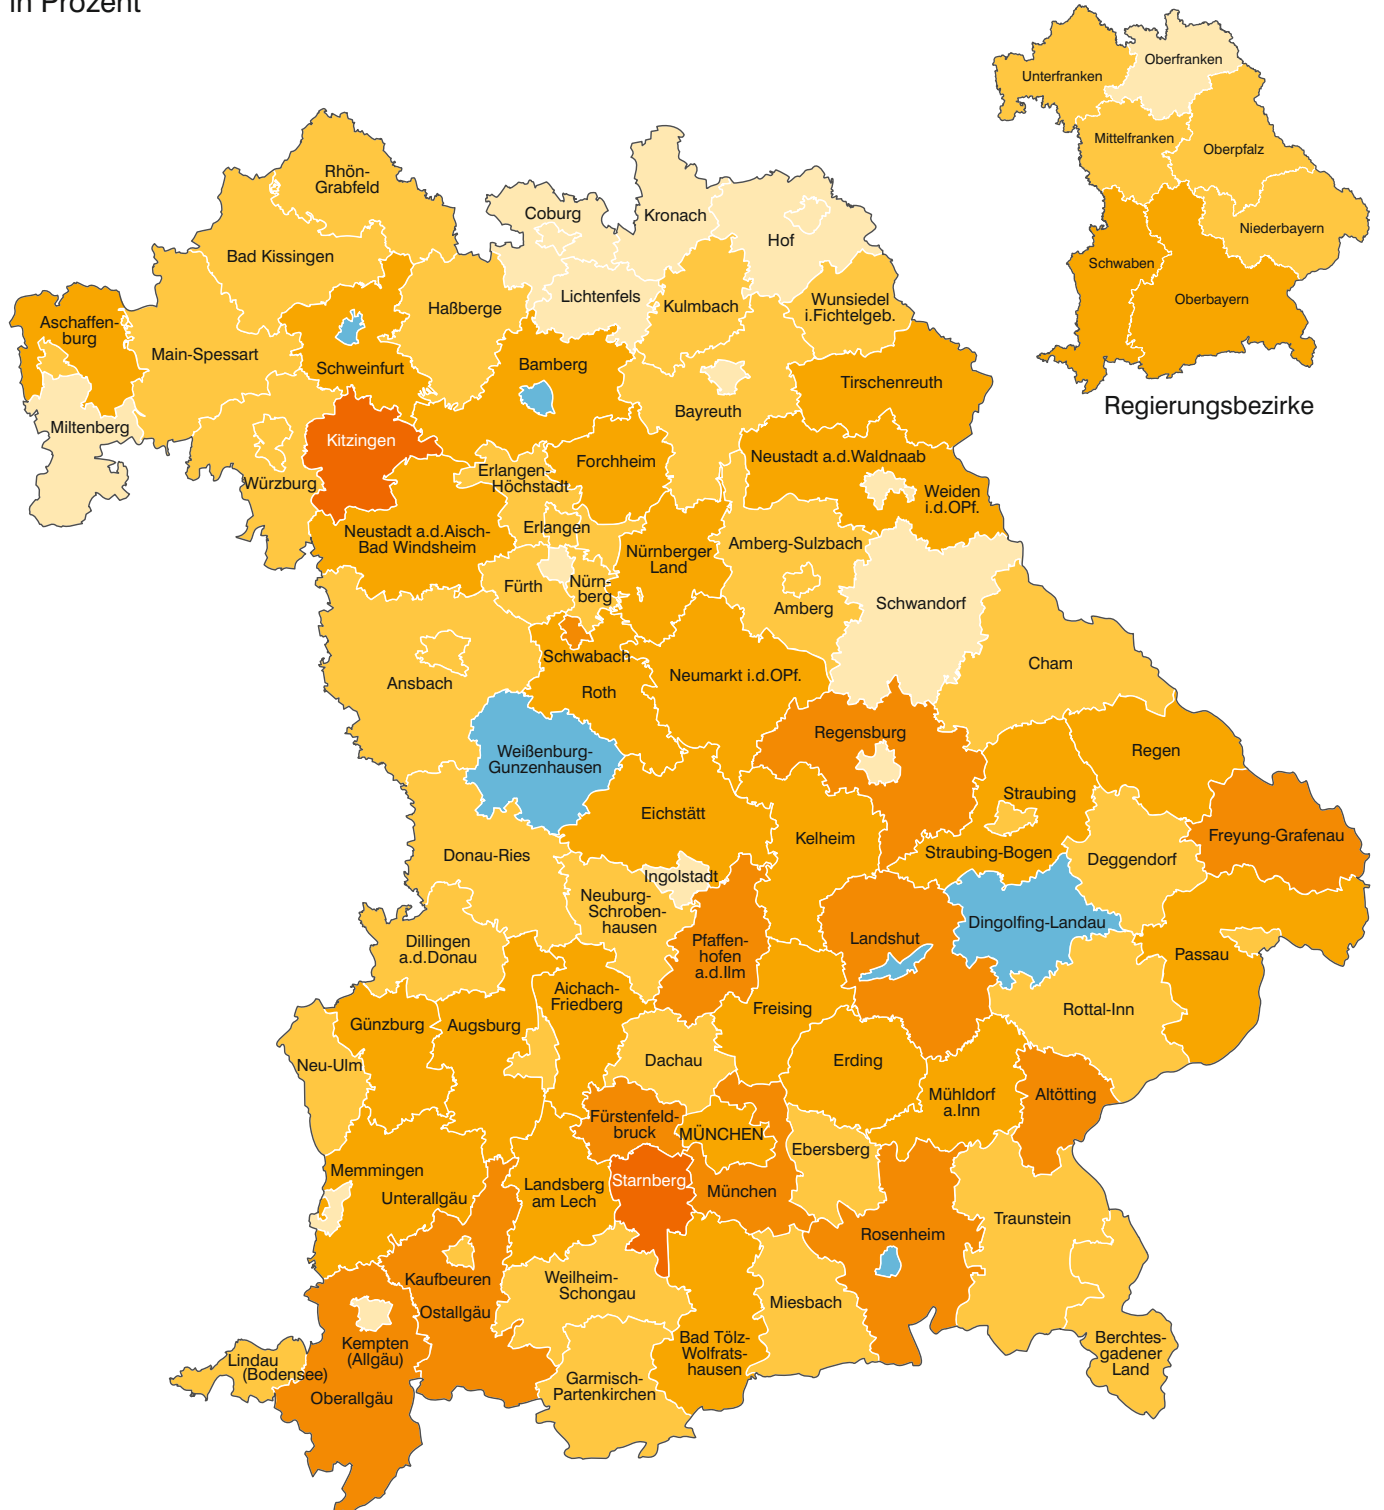 in Prozent
Oberfranken
Unterfranken
Mittelfranken
Oberpfalz
Niederbayern
Schwaben
Oberbayern
Regierungsbezirke
Rhön-
Grabfeld
Coburg
Kronach
Hof
Bad Kissingen
Lichtenfels
Kulmbach
Wunsiedel
i.Fichtelgeb.
Haßberge
Aschaffen-
burg
Main-Spessart
Schweinfurt
Bamberg
Tirschenreuth
Bayreuth
Miltenberg
Kitzingen
Forchheim
Neustadt a.d.Waldnaab
Erlangen-
Höchstadt
Würzburg
Weiden
i.d.OPf.
Neustadt a.d.Aisch-
Bad Windsheim
Erlangen
Nürnberger
Land
Amberg-Sulzbach
Fürth
Nürn-
berg
Amberg
Schwandorf
Schwabach
Cham
Ansbach
Roth
Neumarkt i.d.OPf.
Regensburg
Weißenburg-
Gunzenhausen
Regen
Straubing
Eichstätt
Kelheim
Freyung-Grafenau
Donau-Ries
Straubing-Bogen
Deggendorf
Ingolstadt
Neuburg-
Schroben-
hausen
Dingolfing-Landau
Dillingen
a.d.Donau
Pfaffen-
hofen
a.d.Ilm
Landshut
Passau
Aichach-
Friedberg
Freising
Rottal-Inn
Günzburg
Augsburg
Neu-Ulm
Dachau
Erding
Mühldorf
a.Inn
Altötting
Fürstenfeld-
bruck
MÜNCHEN
Ebersberg
Memmingen
Unterallgäu
Landsberg
am Lech
Starnberg
München
Traunstein
Rosenheim
Kaufbeuren
Weilheim-
Schongau
Miesbach
Ostallgäu
Kempten
(Allgäu)
Bad Tölz-
Wolfrats-
hausen
Berchtes-
gadener
Land
Lindau
(Bodensee)
Oberallgäu
Garmisch-
Partenkirchen